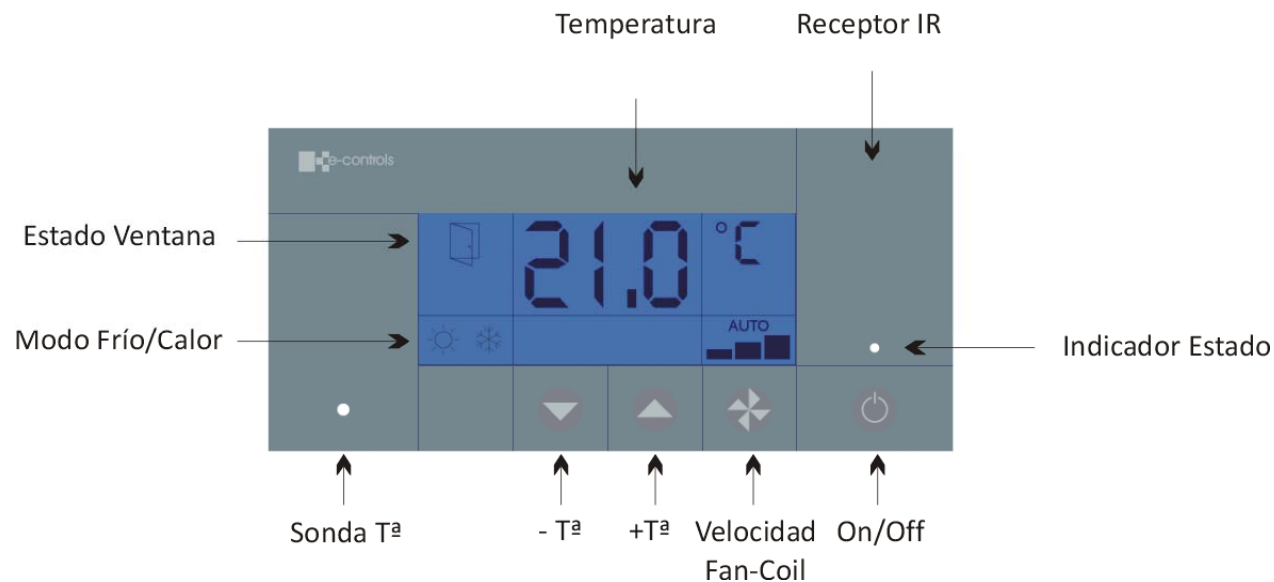 Temperatura
Receptor IR
e-controls
Estado Ventana
21.0 °C
Modo Frío/Calor
AUTO
Indicador Estado
Sonda Tª
- Tª
+Tª
Velocidad
Fan-Coil
On/Off